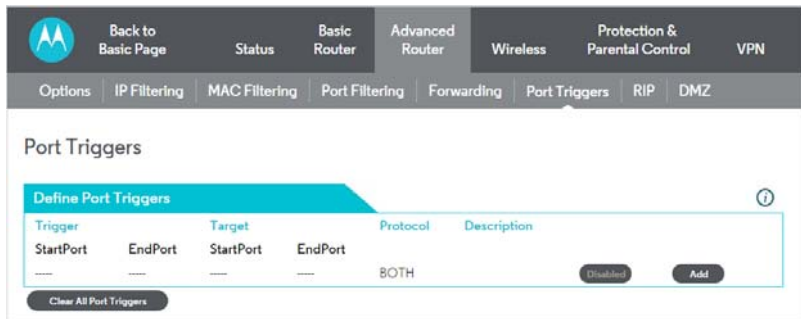 Back to Basic Page Status Basic Router Advanced Router Wireless Protection & Parental Control VPN
Options IP Filtering MAC Filtering Port Filtering Forwarding Port Triggers RIP DMZ
Port Triggers
Define Port Triggers
Trigger Target Protocol Description
StartPort EndPort StartPort EndPort
----- ----- ----- ----- BOTH Disabled Add
Clear All Port Triggers